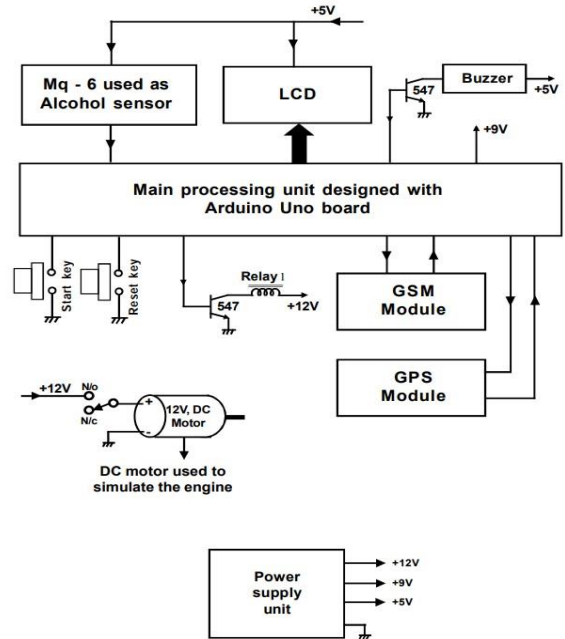 +5V
Mq - 6 used as
Alcohol sensor
LCD
547
Buzzer
+5V
+9V
Main processing unit designed with
Arduino Uno board
Start key
Reset key
547
Relay 1
+12V
GSM
Module
GPS
Module
+12V
N/o
N/c
+
-
12V, DC
Motor
DC motor used to
simulate the engine
Power
supply
unit
+12V
+9V
+5V